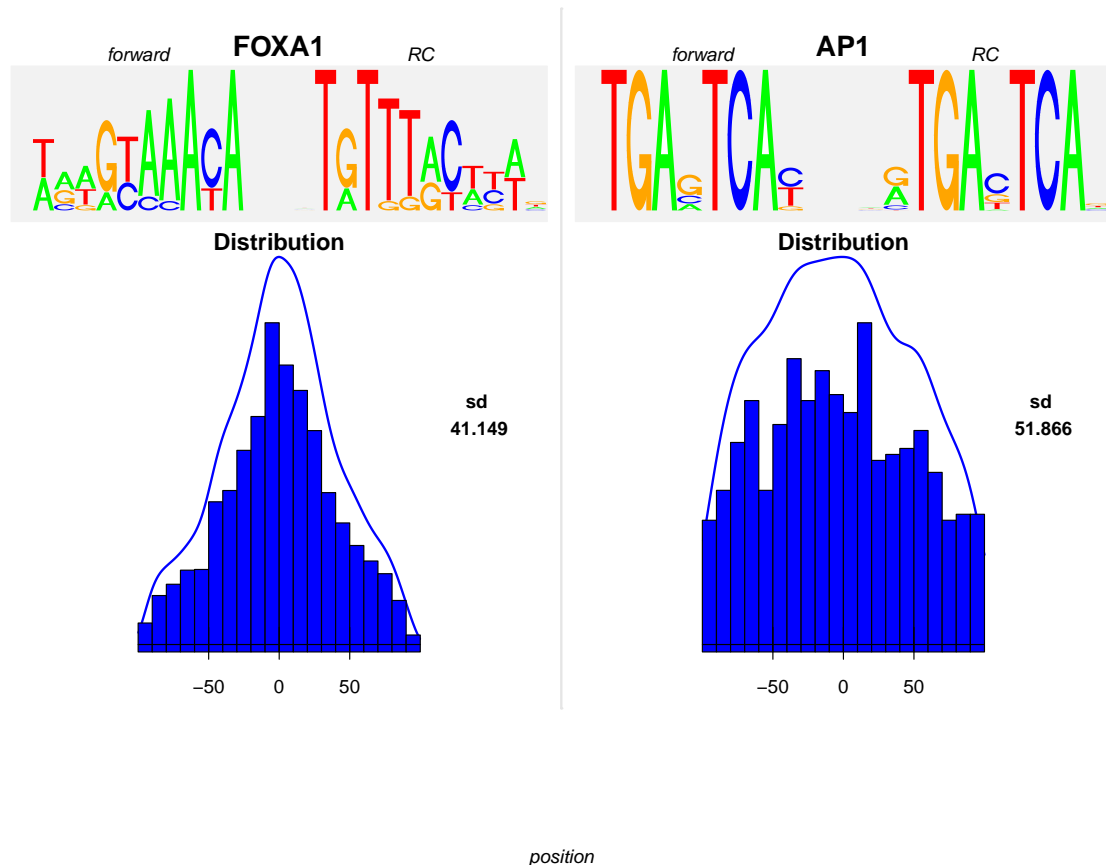 forward FOXA1 RC
Distribution
sd
41.149
−50 0 50
forward AP1 RC
Distribution
sd
51.866
−50 0 50
position